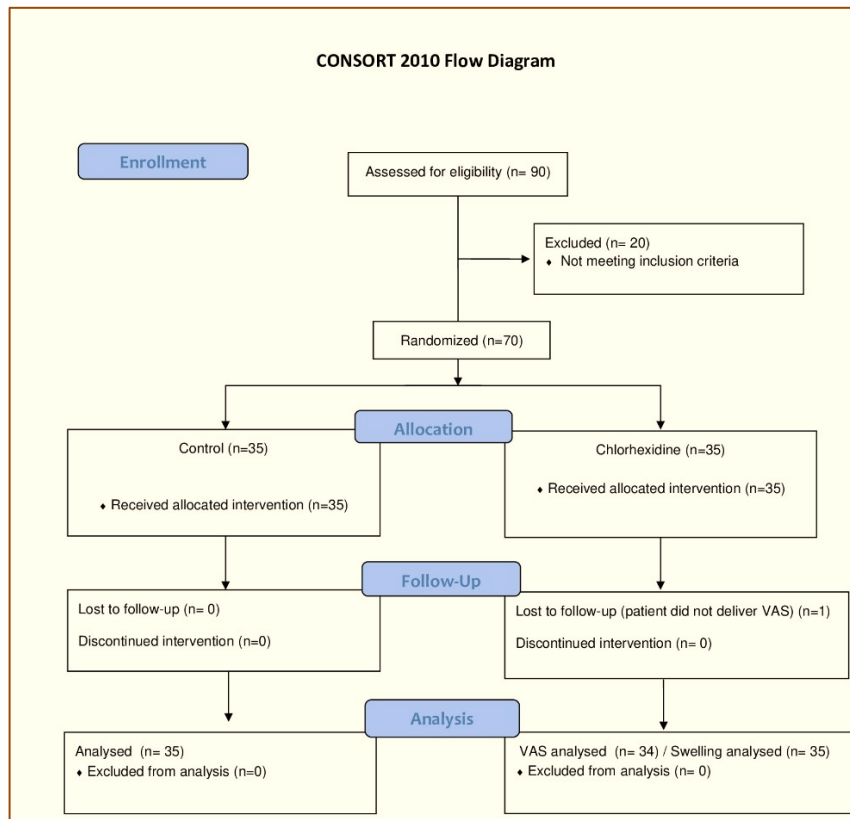 CONSORT 2010 Flow Diagram
Enrollment
Assessed for eligibility (n= 90)
Excluded (n= 20)
♦ Not meeting inclusion criteria
Randomized (n=70)
Allocation
Control (n=35)
♦ Received allocated intervention (n=35)
Chlorhexidine (n=35)
♦ Received allocated intervention (n=35)
Follow-Up
Lost to follow-up (n= 0)
Discontinued intervention (n=0)
Lost to follow-up (patient did not deliver VAS) (n=1)
Discontinued intervention (n= 0)
Analysis
Analysed (n= 35)
♦ Excluded from analysis (n=0)
VAS analysed (n= 34) / Swelling analysed (n= 35)
♦ Excluded from analysis (n= 0)